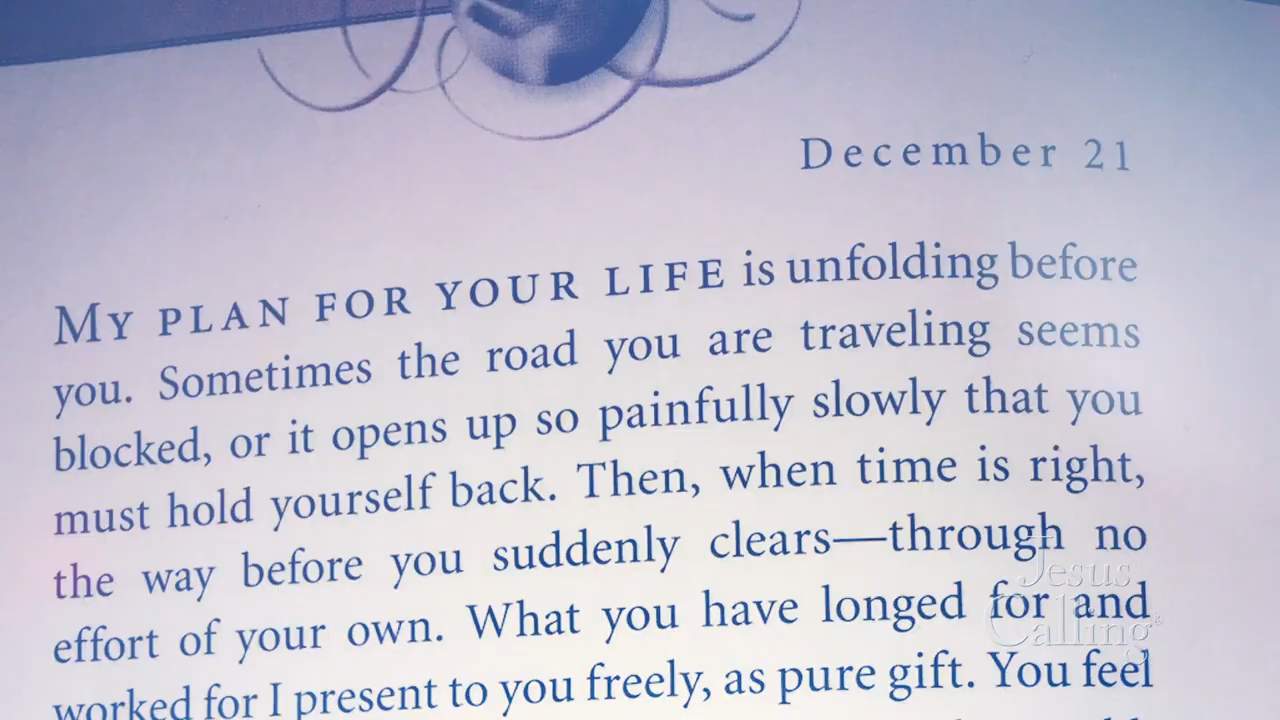 December 21
MY PLAN FOR YOUR LIFE is unfolding before
you. Sometimes the road you are traveling seems
blocked, or it opens up so painfully slowly that you
must hold yourself back. Then, when time is right,
the way before you suddenly clears—through no
effort of your own. What you have longed for and
worked for I present to you freely, as pure gift. You feel
Jesus
Calling®